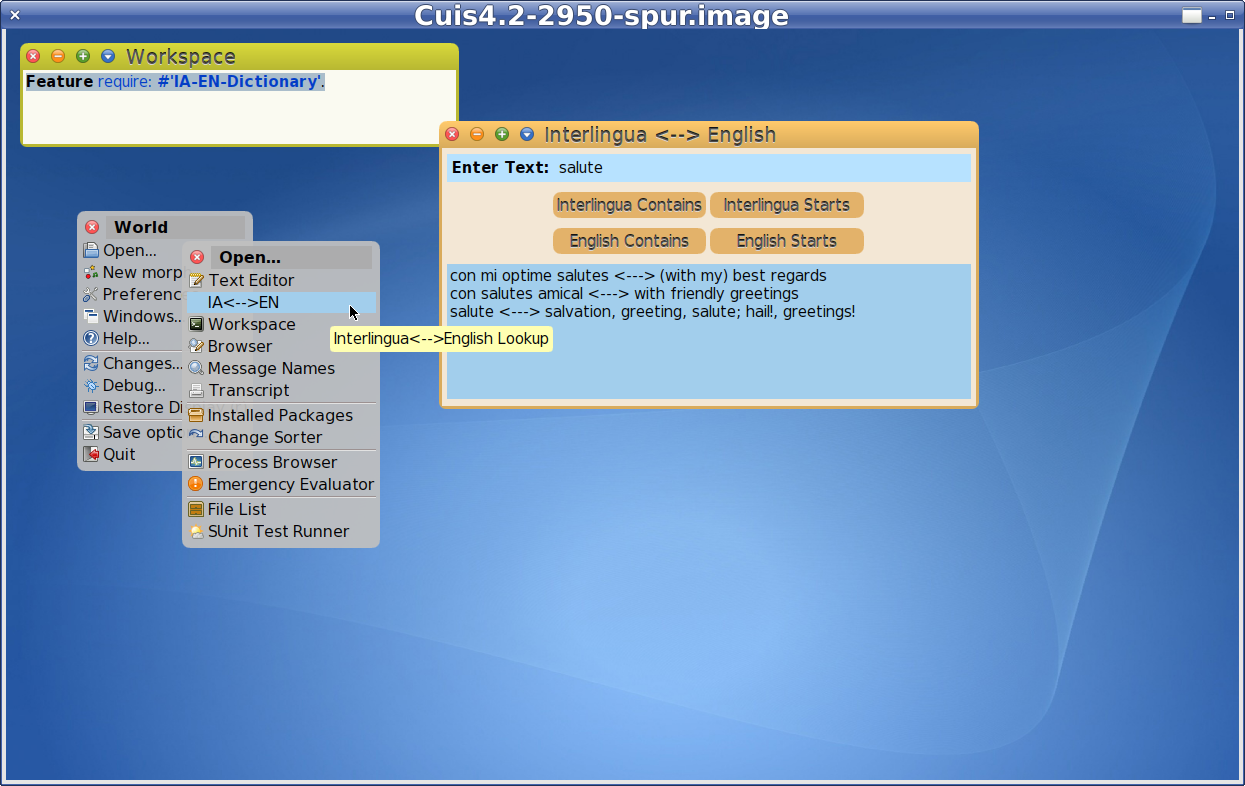 Cuis4.2-2950-spur.image
Workspace
Feature require: #'IA-EN-Dictionary'.
Interlingua <--> English
Enter Text: salute
Interlingua Contains Interlingua Starts
English Contains English Starts
con mi optime salutes <---> (with my) best regards
con salutes amical <---> with friendly greetings
salute <---> salvation, greeting, salute; hail!, greetings!
World
Open...
New morp
Preferenc
Windows..
Help...
Changes...
Debug...
Restore Di
Save optic
Quit
Open...
Text Editor
IA<-->EN
Workspace
Browser
Message Names
Transcript
Installed Packages
Change Sorter
Process Browser
Emergency Evaluator
File List
SUnit Test Runner
Interlingua<-->English Lookup